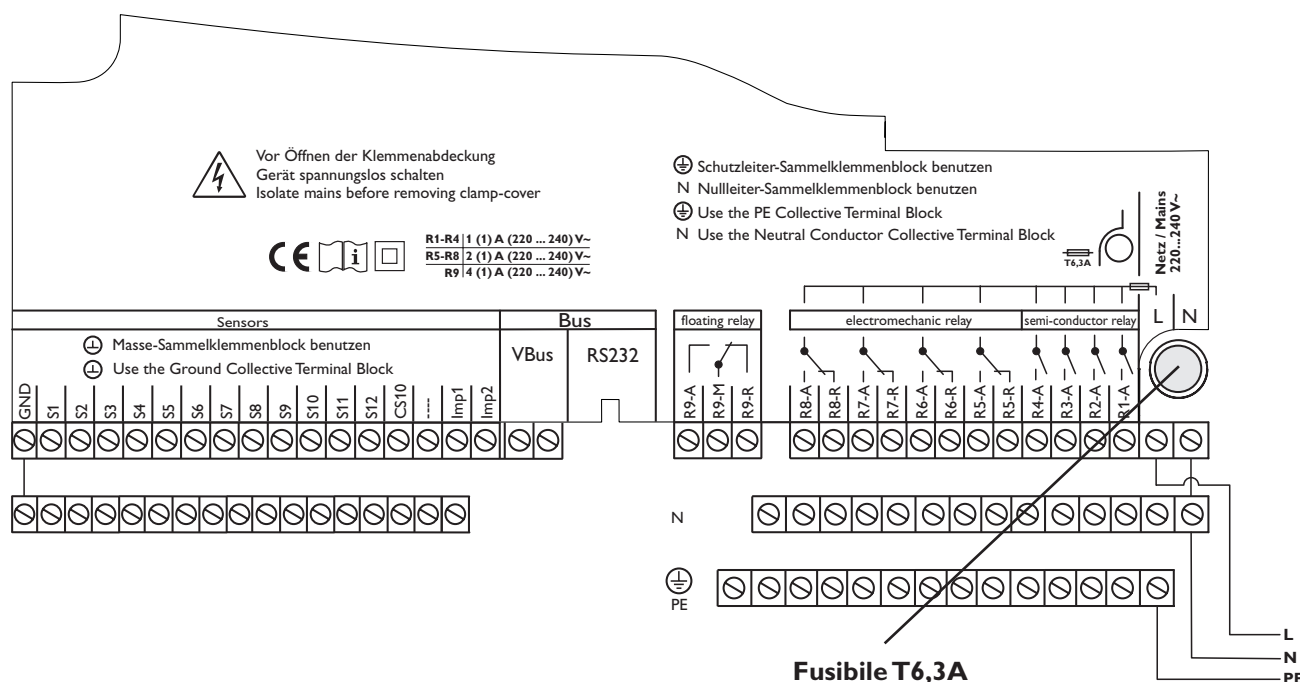 Vor Öffnen der Klemmenabdeckung
Gerät spannungslos schalten
Isolate mains before removing clamp-cover
Schutzleiter-Sammelklemmenblock benutzen
N Nullleiter-Sammelklemmenblock benutzen
Use the PE Collective Terminal Block
N Use the Neutral Conductor Collective Terminal Block
CE i
R1-R4 1 (1) A (220 ... 240) V~
R5-R8 2 (1) A (220 ... 240) V~
R9 4 (1) A (220 ... 240) V~
T6,3A
Netz / Mains
220...240 V~
L N
Sensors
Masse-Sammelklemmenblock benutzen
Use the Ground Collective Terminal Block
Bus
VBus
RS232
floating relay
electromechanic relay
semi-conductor relay
GND
S1
S2
S3
S4
S5
S6
S7
S8
S9
S10
S11
S12
CS10
----
Imp1
Imp2
R9-A
R9-M
R9-R
R8-A
R8-R
R7-A
R7-R
R6-A
R6-R
R5-A
R5-R
R4-A
R3-A
R2-A
R1-A
N
PE
L
N
PE
Fusibile T6,3A